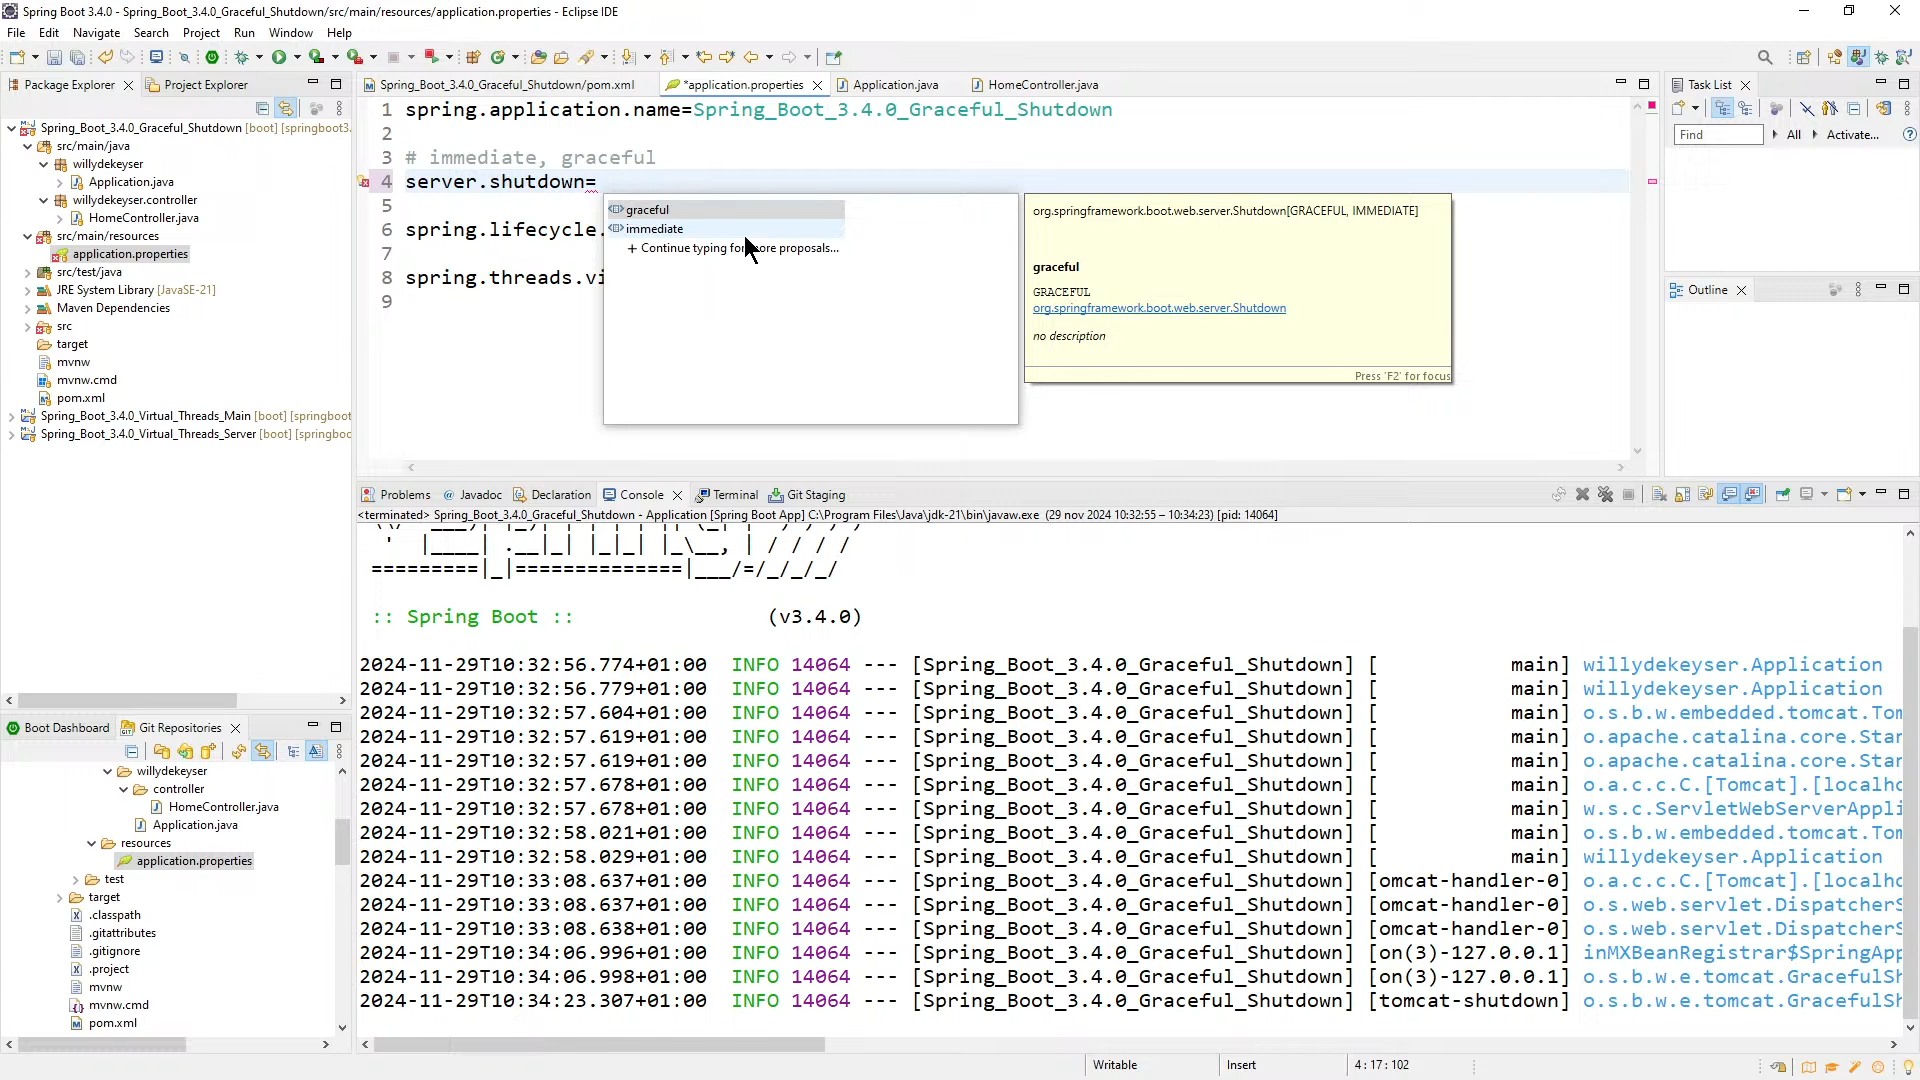 Spring Boot 3.4.0 - Spring_Boot_3.4.0_Graceful_Shutdown/src/main/resources/application.properties - Eclipse IDE
File Edit Navigate Search Project Run Window Help
Package Explorer
Project Explorer
Spring_Boot_3.4.0_Graceful_Shutdown [boot] [springboot3.
src/main/java
willydekeyser
Application.java
willydekeyser.controller
HomeController.java
src/main/resources
application.properties
src/test/java
JRE System Library [JavaSE-21]
Maven Dependencies
src
target
mvnw
mvnw.cmd
pom.xml
Spring_Boot_3.4.0_Virtual_Threads_Main [boot] [springboot
Spring_Boot_3.4.0_Virtual_Threads_Server [boot] [springboc
Spring_Boot_3.4.0_Graceful_Shutdown/pom.xml
*application.properties
Application.java
HomeController.java
1 spring.application.name=Spring_Boot_3.4.0_Graceful_Shutdown
2
3 # immediate, graceful
4 server.shutdown=
5
6 spring.lifecycle.
7
8 spring.threads.vi
9
graceful
immediate
+ Continue typing for more proposals...
org.springframework.boot.web.server.Shutdown[GRACEFUL, IMMEDIATE]
graceful
GRACEFUL
org.springframework.boot.web.server.Shutdown
no description
Press 'F2' for focus
Task List
Find
All
Activate...
Outline
Boot Dashboard
Git Repositories
willydekeyser
controller
HomeController.java
Application.java
resources
application.properties
test
target
.classpath
.gitattributes
.gitignore
.project
mvnw
mvnw.cmd
pom.xml
Problems
@ Javadoc
Declaration
Console
Terminal
Git Staging
<terminated> Spring_Boot_3.4.0_Graceful_Shutdown - Application [Spring Boot App] C:\Program Files\Java\jdk-21\bin\javaw.exe (29 nov 2024 10:32:55 – 10:34:23) [pid: 14064]
' |____| .__|_| |_|_| |_\__, | / / / /
=========|_|==============|___/=/_/_/_/
:: Spring Boot :: (v3.4.0)
2024-11-29T10:32:56.774+01:00 INFO 14064 --- [Spring_Boot_3.4.0_Graceful_Shutdown] [ main] willydekeyser.Application
2024-11-29T10:32:56.779+01:00 INFO 14064 --- [Spring_Boot_3.4.0_Graceful_Shutdown] [ main] willydekeyser.Application
2024-11-29T10:32:57.604+01:00 INFO 14064 --- [Spring_Boot_3.4.0_Graceful_Shutdown] [ main] o.s.b.w.embedded.tomcat.Tom
2024-11-29T10:32:57.619+01:00 INFO 14064 --- [Spring_Boot_3.4.0_Graceful_Shutdown] [ main] o.apache.catalina.core.Star
2024-11-29T10:32:57.619+01:00 INFO 14064 --- [Spring_Boot_3.4.0_Graceful_Shutdown] [ main] o.apache.catalina.core.Star
2024-11-29T10:32:57.678+01:00 INFO 14064 --- [Spring_Boot_3.4.0_Graceful_Shutdown] [ main] o.a.c.c.C.[Tomcat].[localhc
2024-11-29T10:32:57.678+01:00 INFO 14064 --- [Spring_Boot_3.4.0_Graceful_Shutdown] [ main] w.s.c.ServletWebServerAppli
2024-11-29T10:32:58.021+01:00 INFO 14064 --- [Spring_Boot_3.4.0_Graceful_Shutdown] [ main] o.s.b.w.embedded.tomcat.Tom
2024-11-29T10:32:58.029+01:00 INFO 14064 --- [Spring_Boot_3.4.0_Graceful_Shutdown] [ main] willydekeyser.Application
2024-11-29T10:33:08.637+01:00 INFO 14064 --- [Spring_Boot_3.4.0_Graceful_Shutdown] [omcat-handler-0] o.a.c.c.C.[Tomcat].[localhc
2024-11-29T10:33:08.637+01:00 INFO 14064 --- [Spring_Boot_3.4.0_Graceful_Shutdown] [omcat-handler-0] o.s.web.servlet.DispatcherS
2024-11-29T10:33:08.638+01:00 INFO 14064 --- [Spring_Boot_3.4.0_Graceful_Shutdown] [omcat-handler-0] o.s.web.servlet.DispatcherS
2024-11-29T10:34:06.996+01:00 INFO 14064 --- [Spring_Boot_3.4.0_Graceful_Shutdown] [on(3)-127.0.0.1] inMXBeanRegistrar$SpringApp
2024-11-29T10:34:06.998+01:00 INFO 14064 --- [Spring_Boot_3.4.0_Graceful_Shutdown] [on(3)-127.0.0.1] o.s.b.w.e.tomcat.GracefulSh
2024-11-29T10:34:23.307+01:00 INFO 14064 --- [Spring_Boot_3.4.0_Graceful_Shutdown] [tomcat-shutdown] o.s.b.w.e.tomcat.GracefulSh
Writable
Insert
4 : 17 : 102